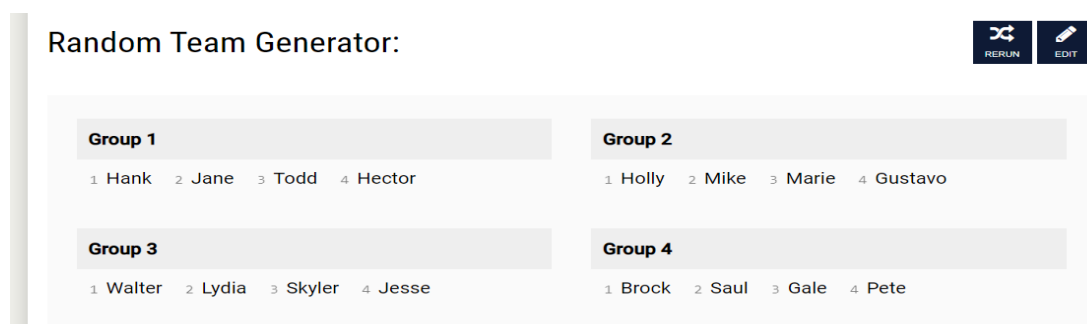 Random Team Generator:
RERUN EDIT
Group 1
1 Hank 2 Jane 3 Todd 4 Hector
Group 2
1 Holly 2 Mike 3 Marie 4 Gustavo
Group 3
1 Walter 2 Lydia 3 Skyler 4 Jesse
Group 4
1 Brock 2 Saul 3 Gale 4 Pete